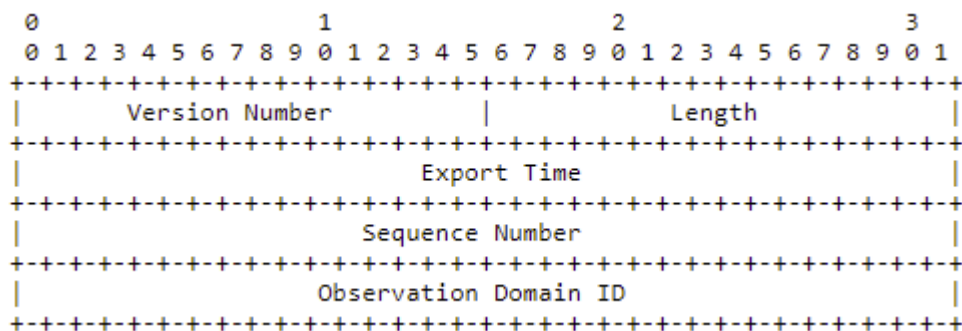 0                   1                   2                   3
0 1 2 3 4 5 6 7 8 9 0 1 2 3 4 5 6 7 8 9 0 1 2 3 4 5 6 7 8 9 0 1
+-+-+-+-+-+-+-+-+-+-+-+-+-+-+-+-+-+-+-+-+-+-+-+-+-+-+-+-+-+-+-+-+
|       Version Number          |            Length             |
+-+-+-+-+-+-+-+-+-+-+-+-+-+-+-+-+-+-+-+-+-+-+-+-+-+-+-+-+-+-+-+-+
|                           Export Time                         |
+-+-+-+-+-+-+-+-+-+-+-+-+-+-+-+-+-+-+-+-+-+-+-+-+-+-+-+-+-+-+-+-+
|                       Sequence Number                         |
+-+-+-+-+-+-+-+-+-+-+-+-+-+-+-+-+-+-+-+-+-+-+-+-+-+-+-+-+-+-+-+-+
|                    Observation Domain ID                      |
+-+-+-+-+-+-+-+-+-+-+-+-+-+-+-+-+-+-+-+-+-+-+-+-+-+-+-+-+-+-+-+-+